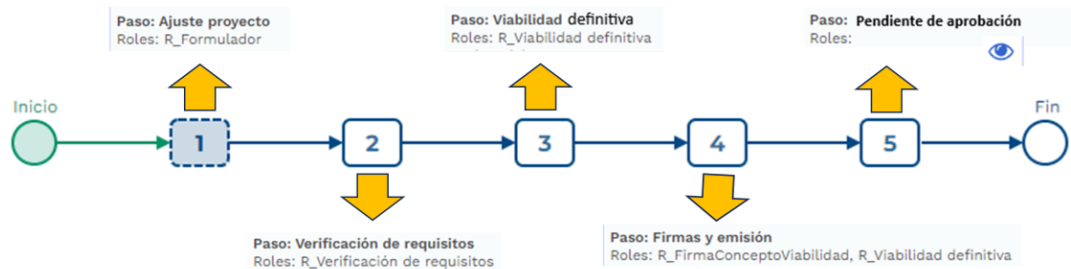 Paso: Ajuste proyecto
Roles: R_Formulador
Paso: Viabilidad definitiva
Roles: R_Viabilidad definitiva
Paso: Pendiente de aprobación
Roles:
Inicio
Fin
1
2
3
4
5
Paso: Verificación de requisitos
Roles: R_Verificación de requisitos
Paso: Firmas y emisión
Roles: R_FirmaConceptoViabilidad, R_Viabilidad definitiva